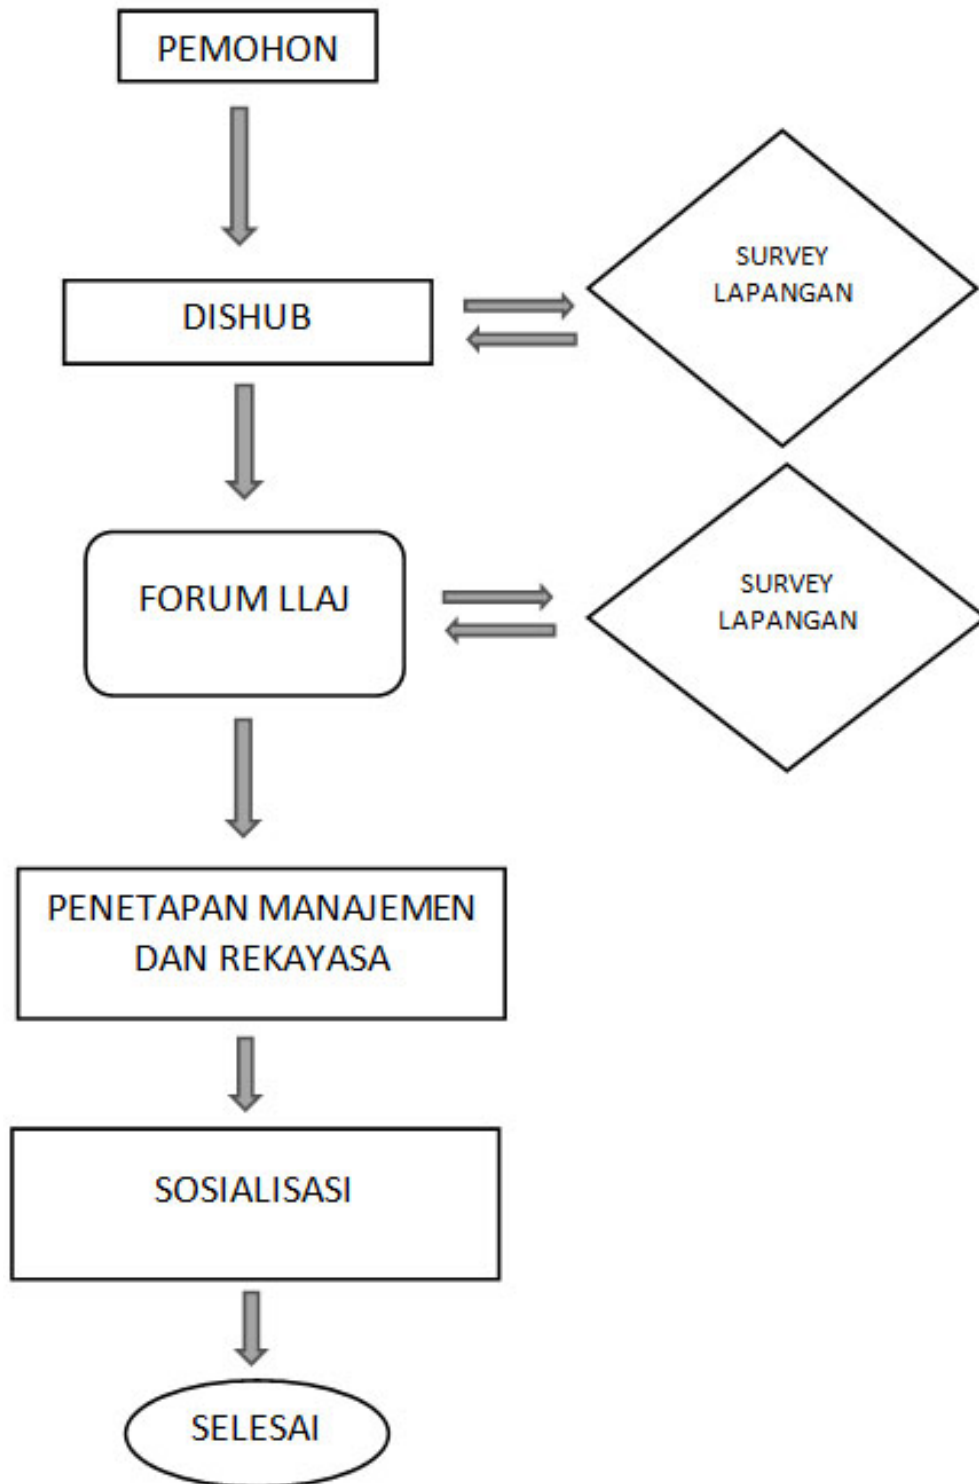 PEMOHON
DISHUB
SURVEY
LAPANGAN
FORUM LLAJ
SURVEY
LAPANGAN
PENETAPAN MANAJEMEN
DAN REKAYASA
SOSIALISASI
SELESAI